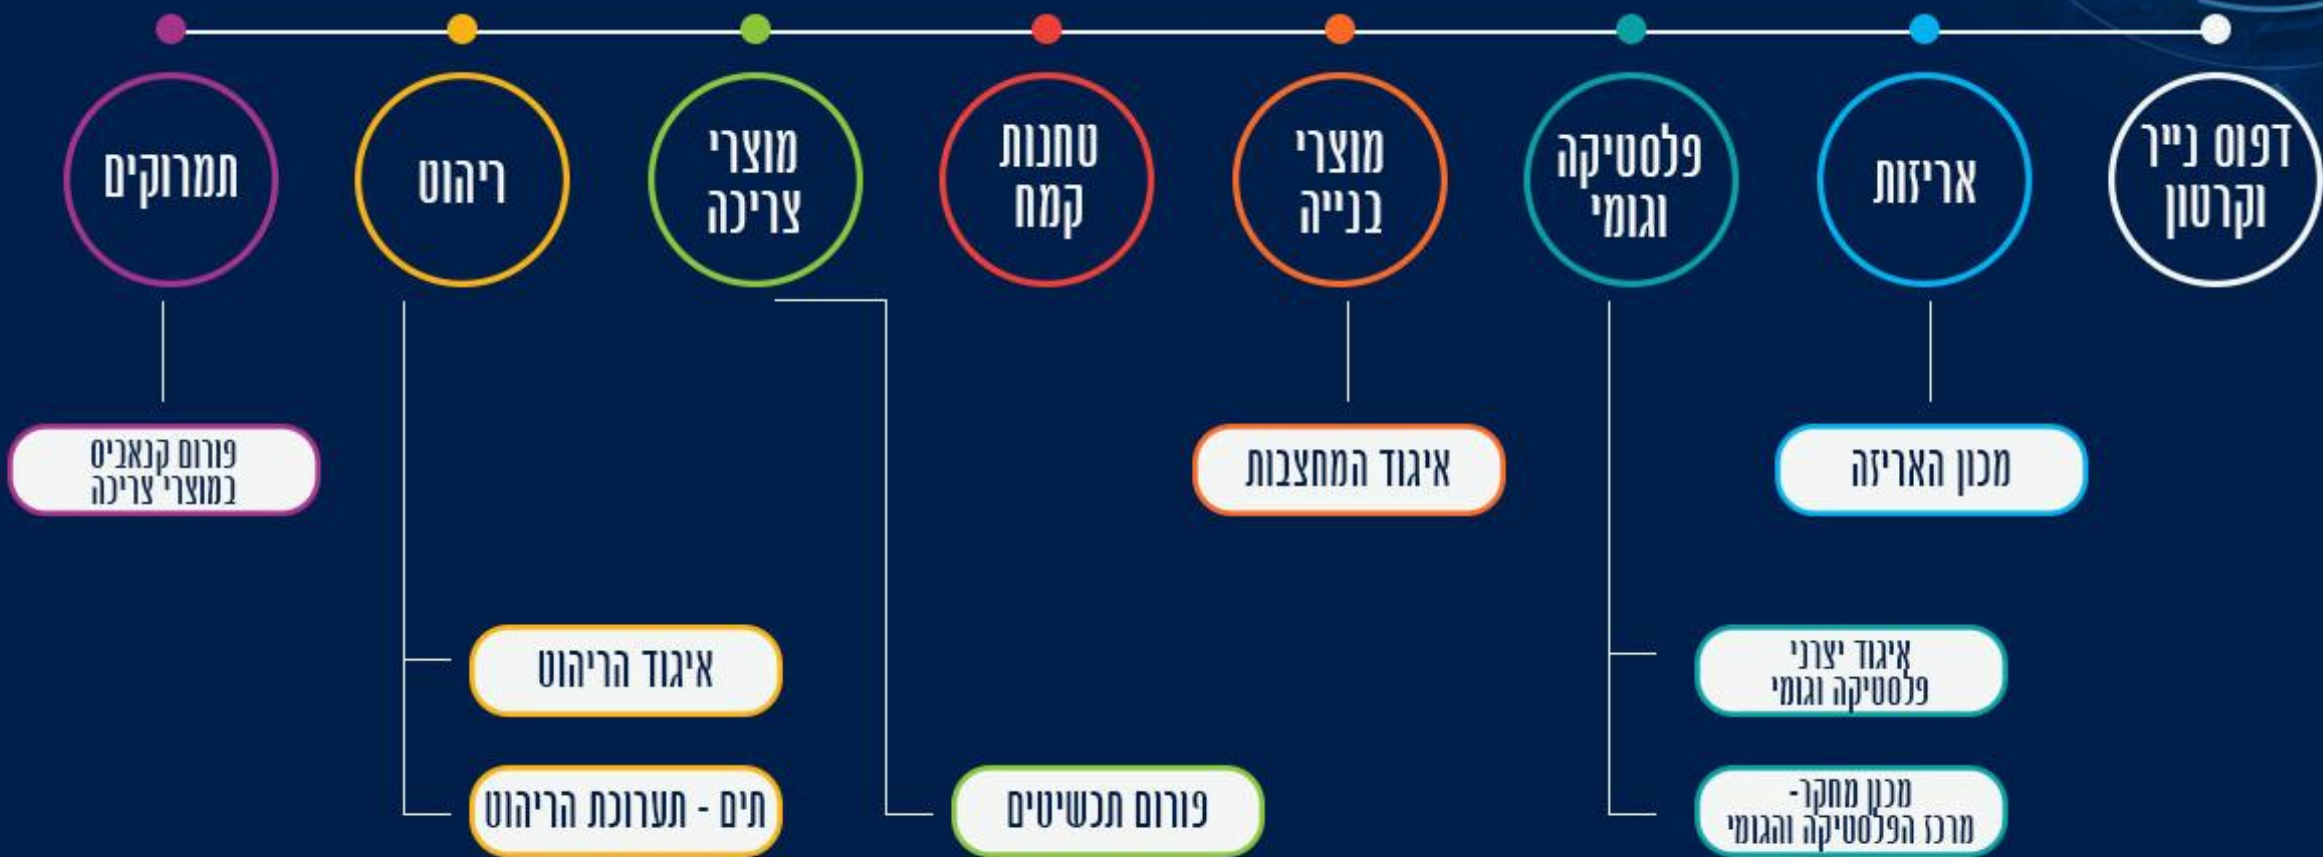 דפוס נייר
וקרטון
אריזות
פלסטיקה
וגומי
מוצרי
בנייה
טחנות
קמח
מוצרי
צריכה
ריהוט
תמרוקים
מכון האריזה
איגוד המחצבות
פורום קנאביס
במוצרי צריכה
איגוד יצרני
פלסטיקה וגומי
איגוד הריהוט
מכון מחקר-
מרכז הפלסטיקה והגומי
פורום תכשיטים
תים - תערוכת הריהוט